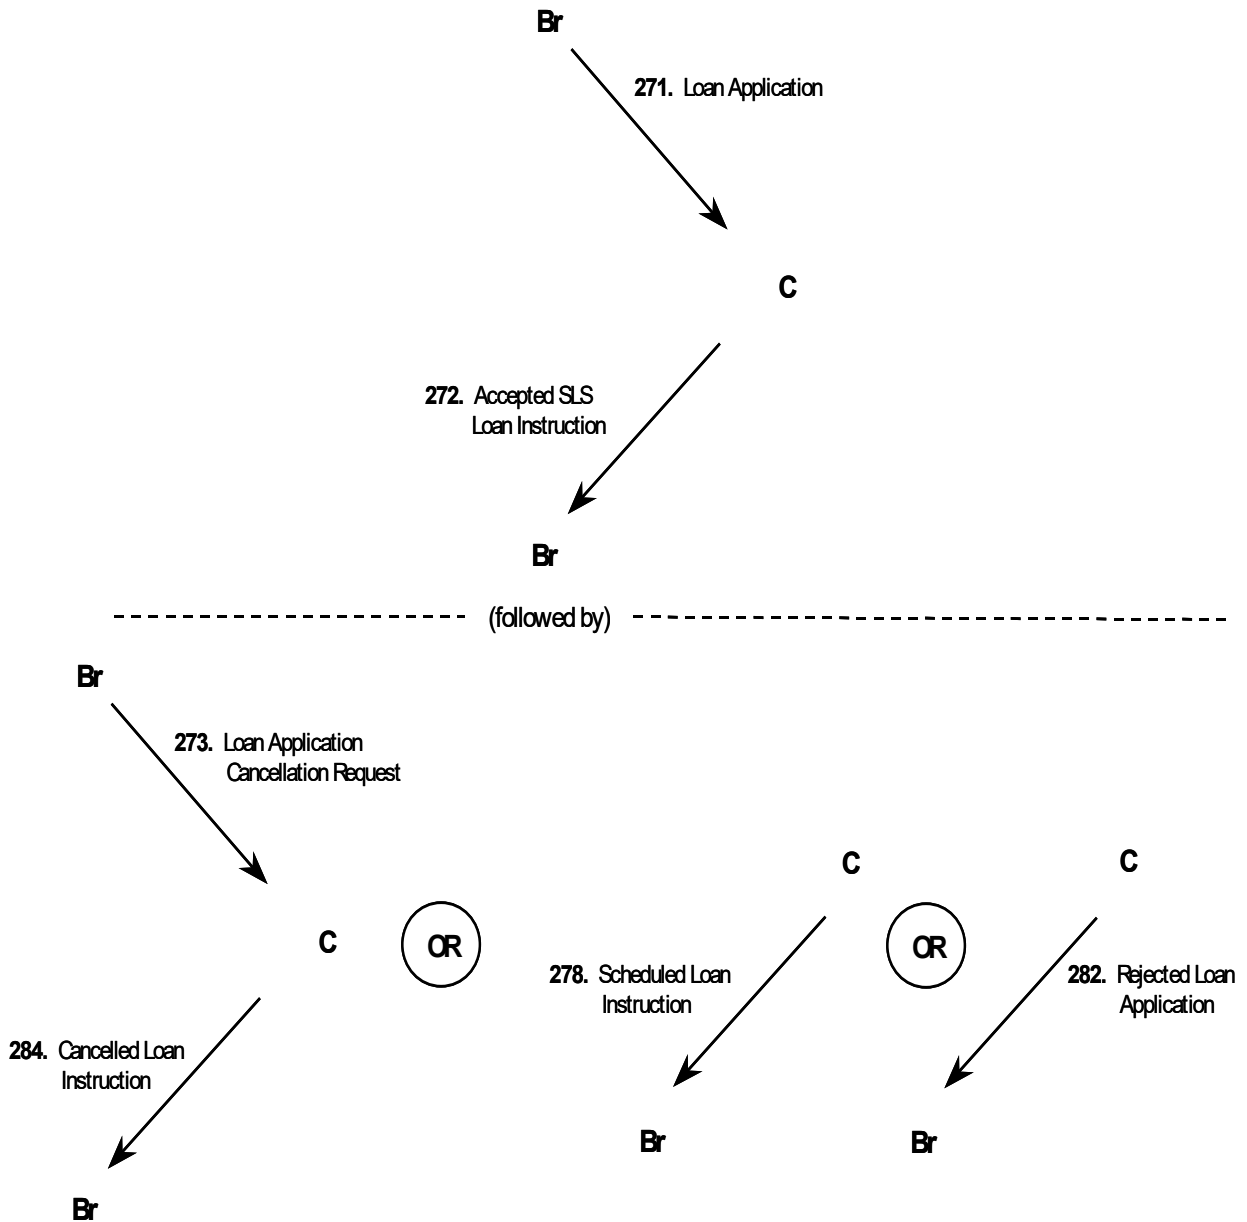 Br
271. Loan Application
C
272. Accepted SLS
Loan Instruction
Br
(followed by)
Br
273. Loan Application
Cancellation Request
C
OR
284. Cancelled Loan
Instruction
Br
C
278. Scheduled Loan
Instruction
Br
OR
C
282. Rejected Loan
Application
Br